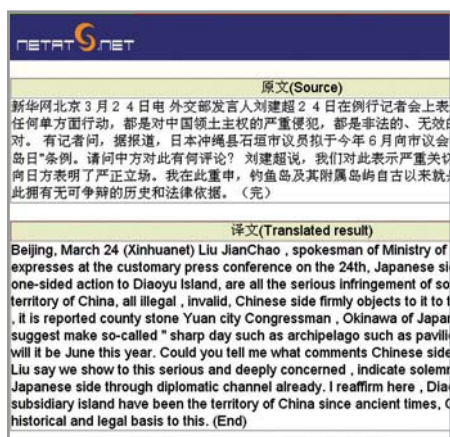 NETAT S.NET
原文(Source)
新华网北京３月２４日电 外交部发言人刘建超２４日在例行记者会上表
任何单方面行动，都是对中国领土主权的严重侵犯，都是非法的、无效的
对。 有记者问，据报道，日本冲绳县石垣市议员拟于今年６月向市议会
岛日"条例。请问中方对此有何评论？ 刘建超说，我们对此表示严重关切
向日方表明了严正立场。我在此重申，钓鱼岛及其附属岛屿自古以来就是
此拥有无可争辩的历史和法律依据。（完）
译文(Translated result)
Beijing, March 24 (Xinhuanet) Liu JianChao , spokesman of Ministry of
expresses at the customary press conference on the 24th, Japanese si
one-sided action to Diaoyu Island, are all the serious infringement of so
territory of China, all illegal , invalid, Chinese side firmly objects to it to t
, it is reported county stone Yuan city Congressman , Okinawa of Japan
suggest make so-called " sharp day such as archipelago such as pavili
will it be June this year. Could you tell me what comments Chinese side
Liu say we show to this serious and deeply concerned , indicate solemn
Japanese side through diplomatic channel already. I reaffirm here , Diao
subsidiary island have been the territory of China since ancient times, C
historical and legal basis to this. (End)